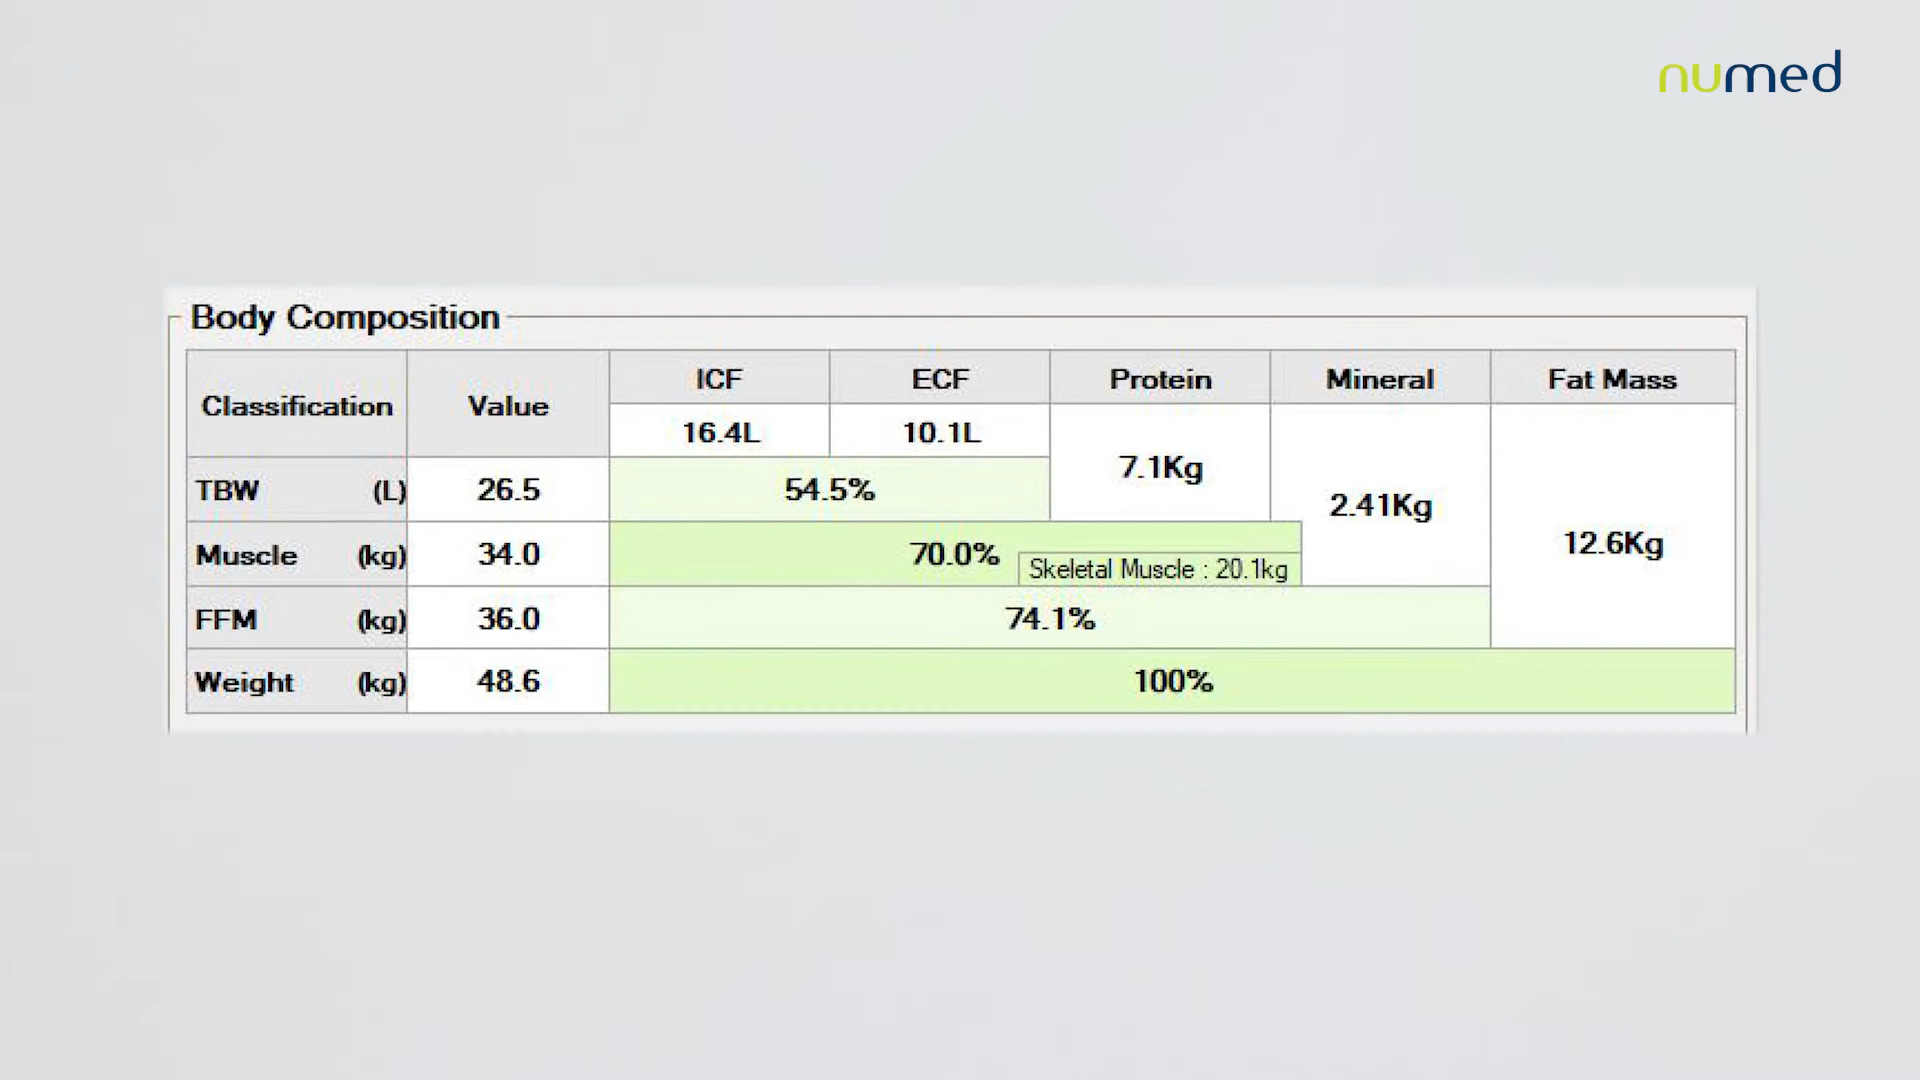 numed
Body Composition
Classification Value ICF ECF Protein Mineral Fat Mass
16.4L 10.1L 7.1Kg 2.41Kg 12.6Kg
TBW (L) 26.5 54.5%
Muscle (kg) 34.0 70.0% Skeletal Muscle : 20.1kg
FFM (kg) 36.0 74.1%
Weight (kg) 48.6 100%